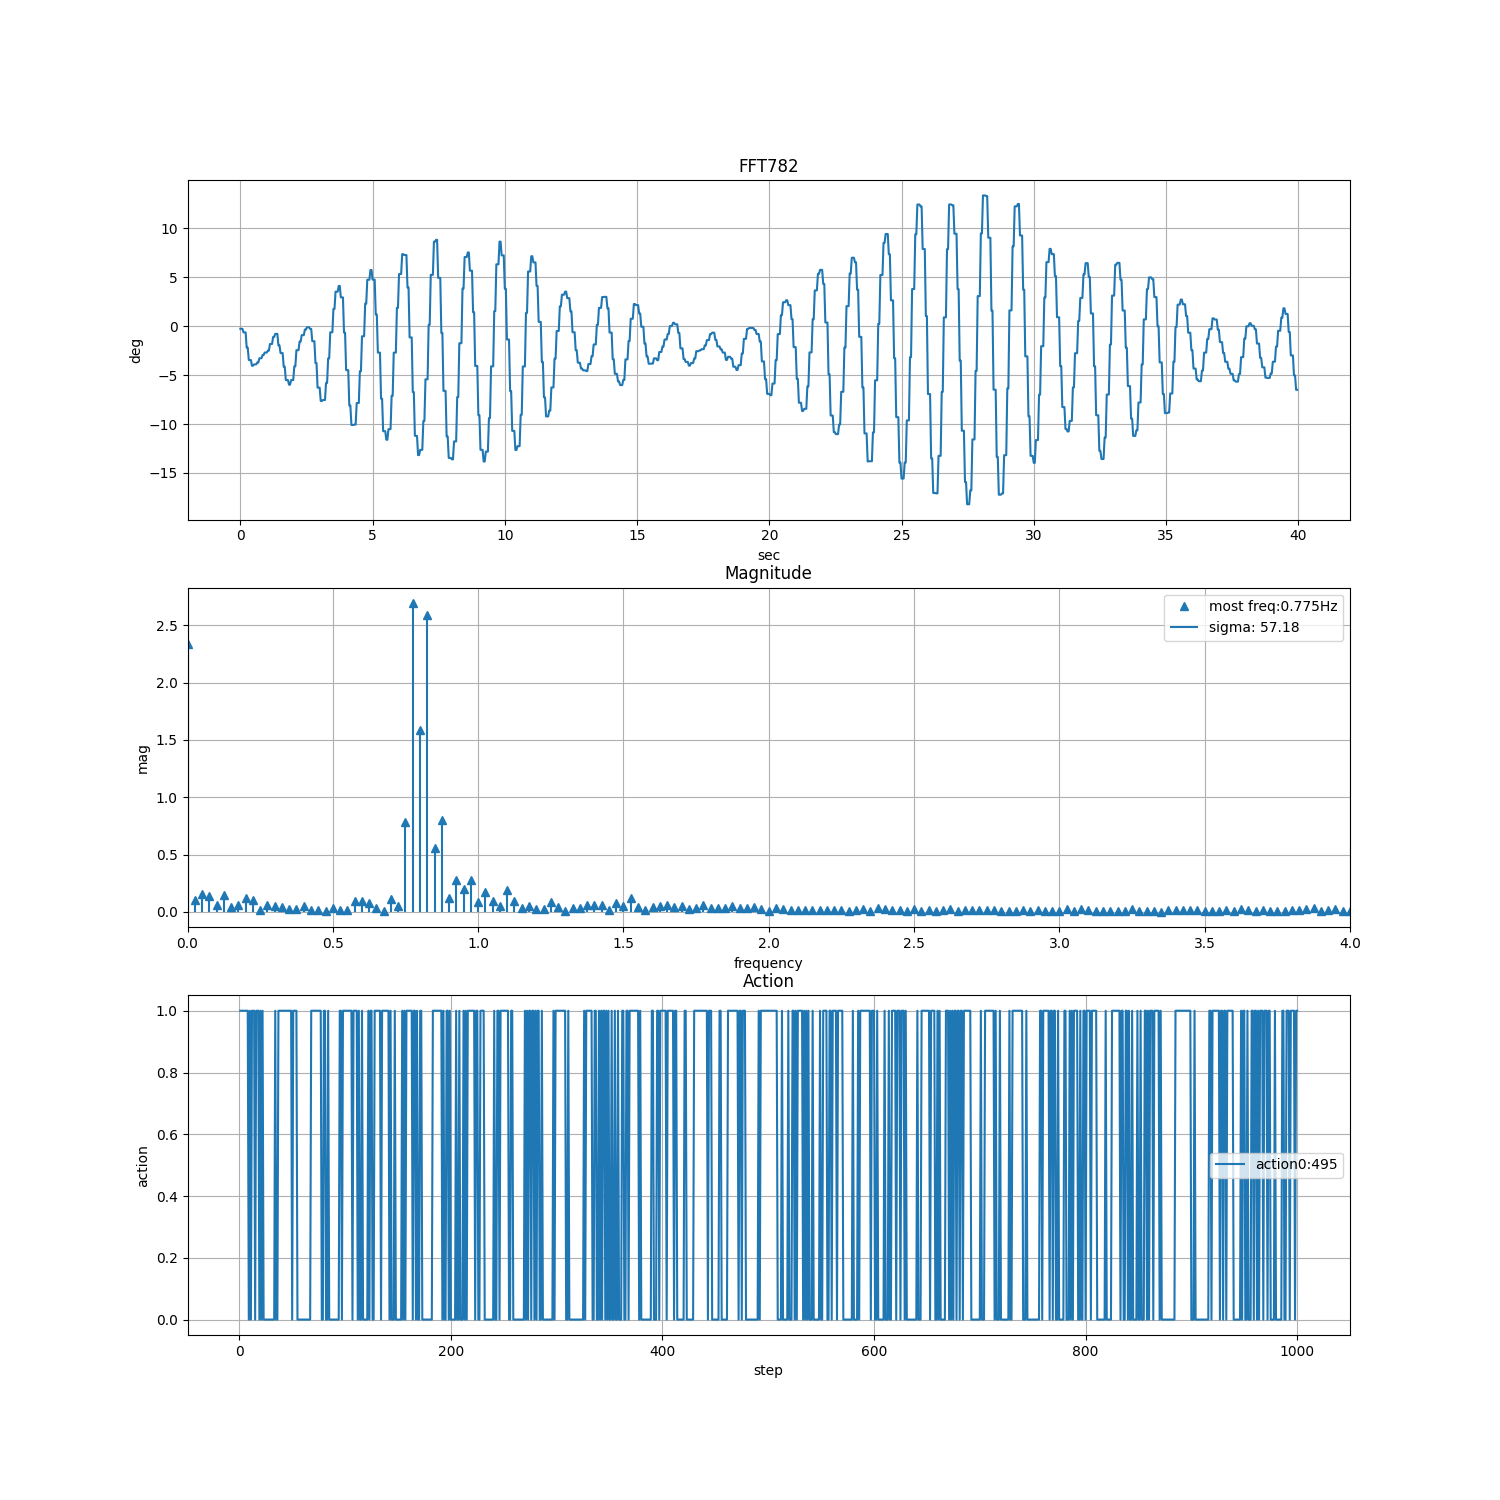 FFT782
10
5
0
−5
−10
−15
deg
0 5 10 15 20 25 30 35 40
sec
Magnitude
2.5
2.0
1.5
1.0
0.5
0.0
mag
most freq:0.775Hz
sigma: 57.18
0.0 0.5 1.0 1.5 2.0 2.5 3.0 3.5 4.0
frequency
Action
1.0
0.8
0.6
0.4
0.2
0.0
action
action0:495
0 200 400 600 800 1000
step